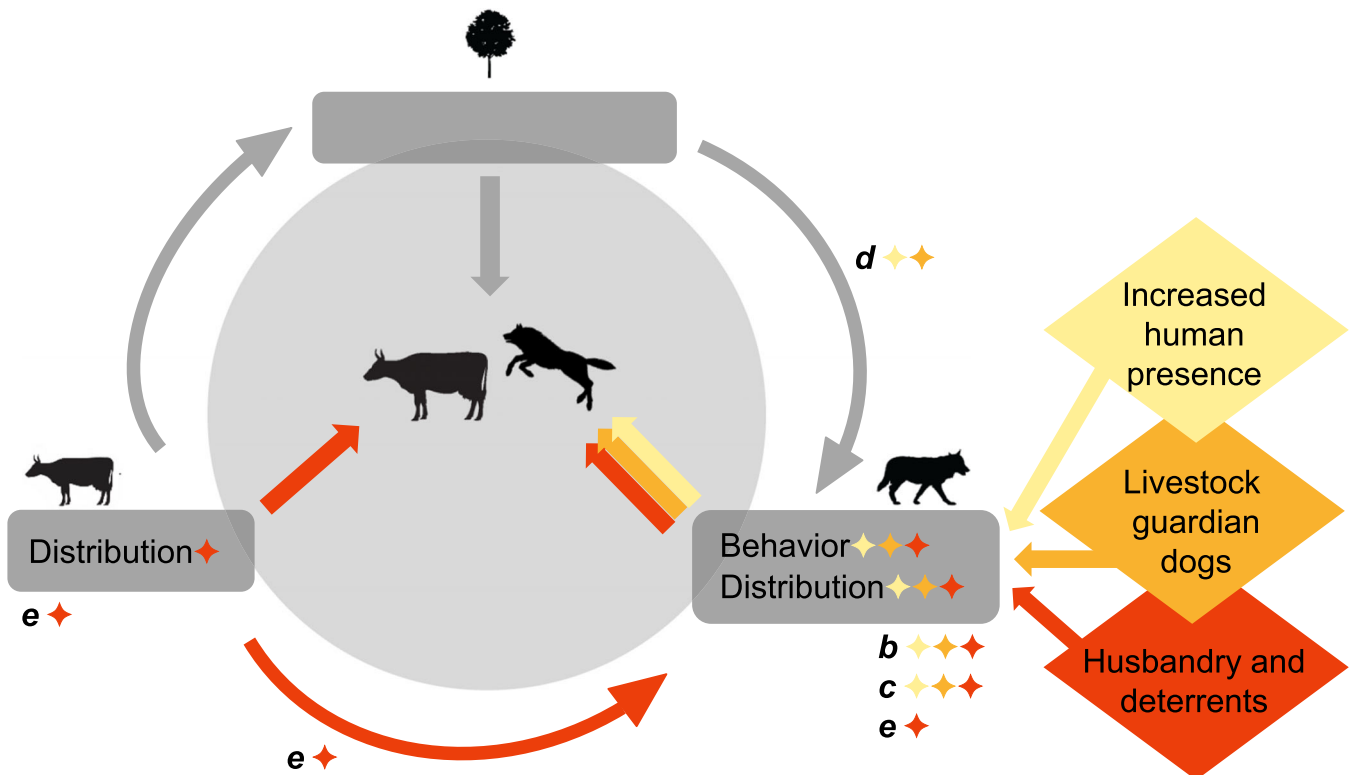 d
Increased
human
presence
Livestock
guardian
dogs
Distribution
e
Behavior
Distribution
b
c
e
Husbandry and
deterrents
e